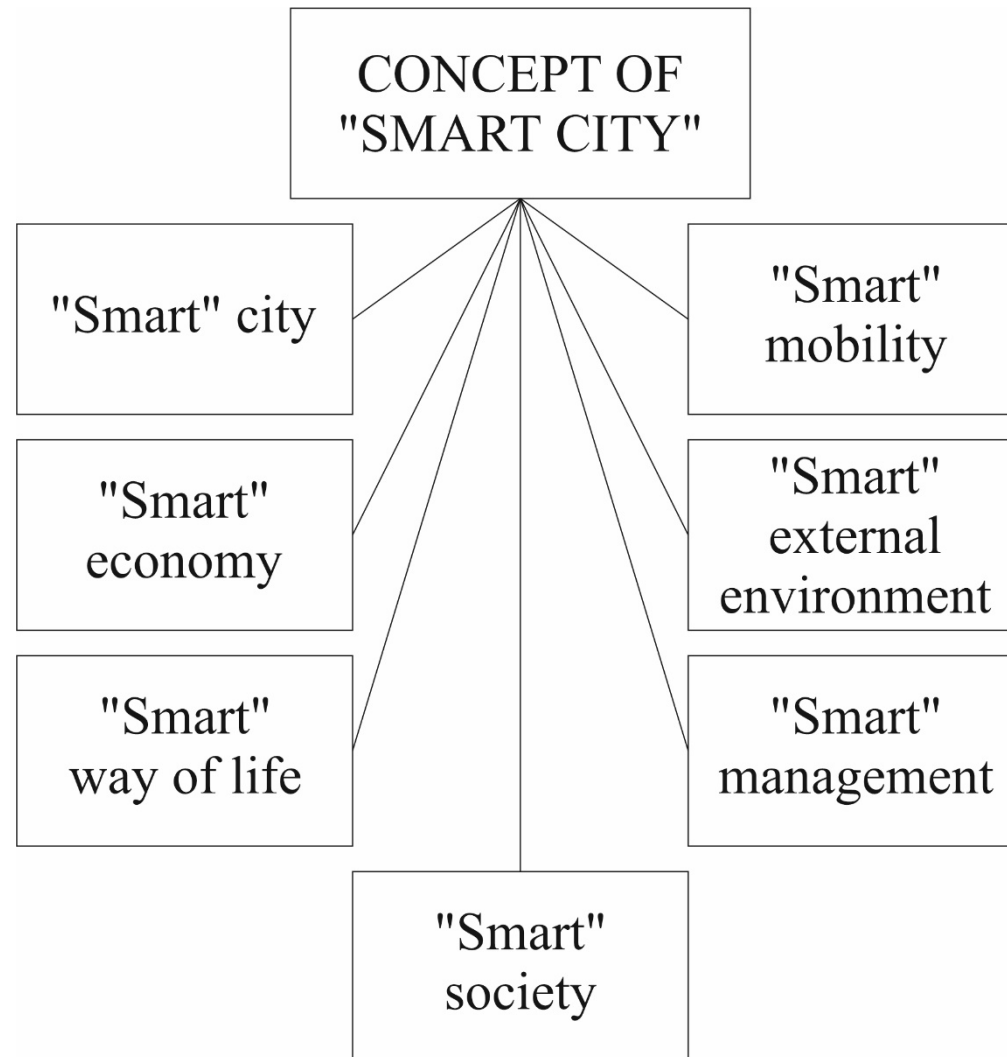 CONCEPT OF
"SMART CITY"
"Smart" city
"Smart"
mobility
"Smart"
economy
"Smart"
external
environment
"Smart"
way of life
"Smart"
management
"Smart"
society